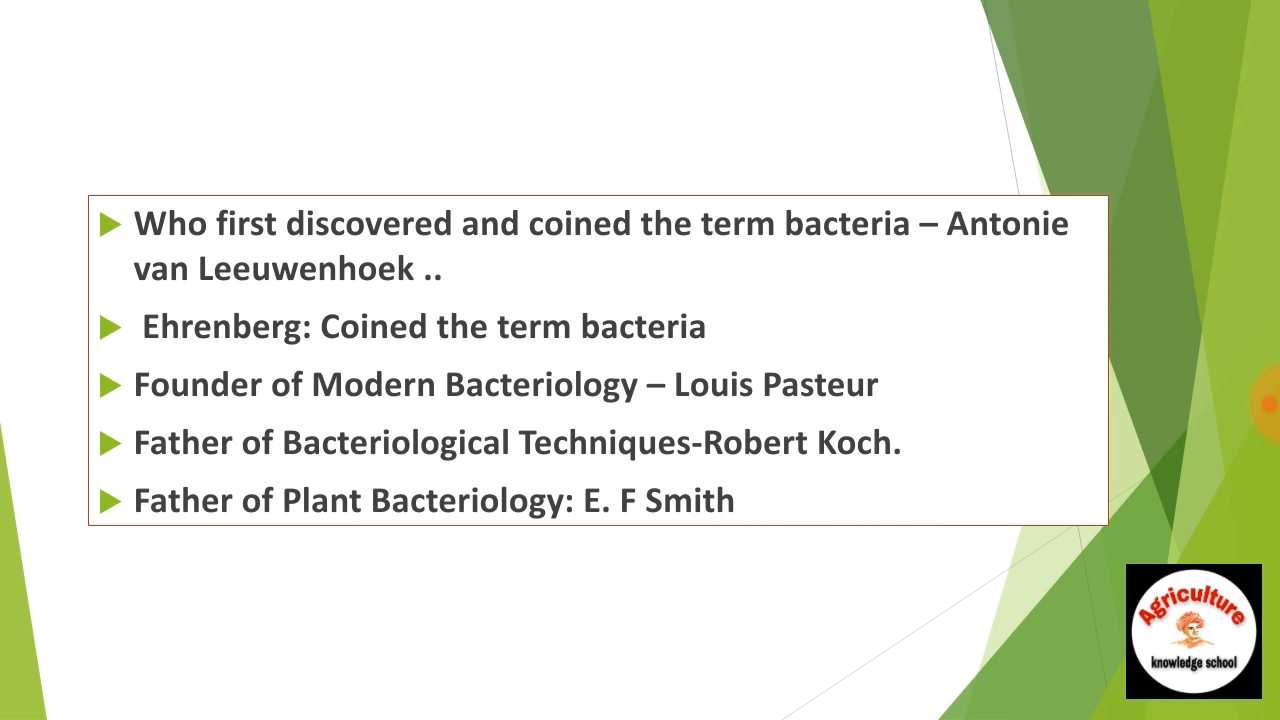 Who first discovered and coined the term bacteria – Antonie
van Leeuwenhoek ..
Ehrenberg: Coined the term bacteria
Founder of Modern Bacteriology – Louis Pasteur
Father of Bacteriological Techniques-Robert Koch.
Father of Plant Bacteriology: E. F Smith
Agriculture
knowledge school